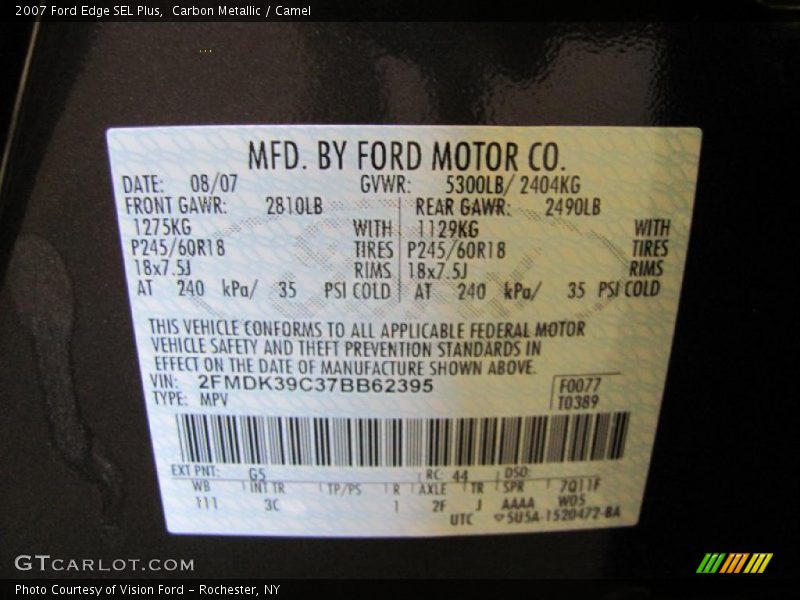 2007 Ford Edge SEL Plus,  Carbon Metallic / Camel
MFD. BY FORD MOTOR CO.
DATE: 08/07 GVWR: 5300LB/ 2404KG
FRONT GAWR: 2810LB REAR GAWR: 2490LB
1275KG WITH 1129KG WITH
P245/60R18 TIRES P245/60R18 TIRES
18x7.5J RIMS 18x7.5J RIMS
AT 240 kPa/ 35 PSI COLD AT 240 kPa/ 35 PSI COLD
THIS VEHICLE CONFORMS TO ALL APPLICABLE FEDERAL MOTOR
VEHICLE SAFETY AND THEFT PREVENTION STANDARDS IN
EFFECT ON THE DATE OF MANUFACTURE SHOWN ABOVE.
VIN: 2FMDK39C37BB62395 F0077
TYPE: MPV T0389
EXT PNT: G5 RC: 44 DSO:
WB INT TR TP/PS R AXLE TR SPR 7Q11F
111 3C 1 2F J AAAA W05
UTC 5U5A-1520472-BA
GTCARLOT.COM
Photo Courtesy of Vision Ford – Rochester, NY